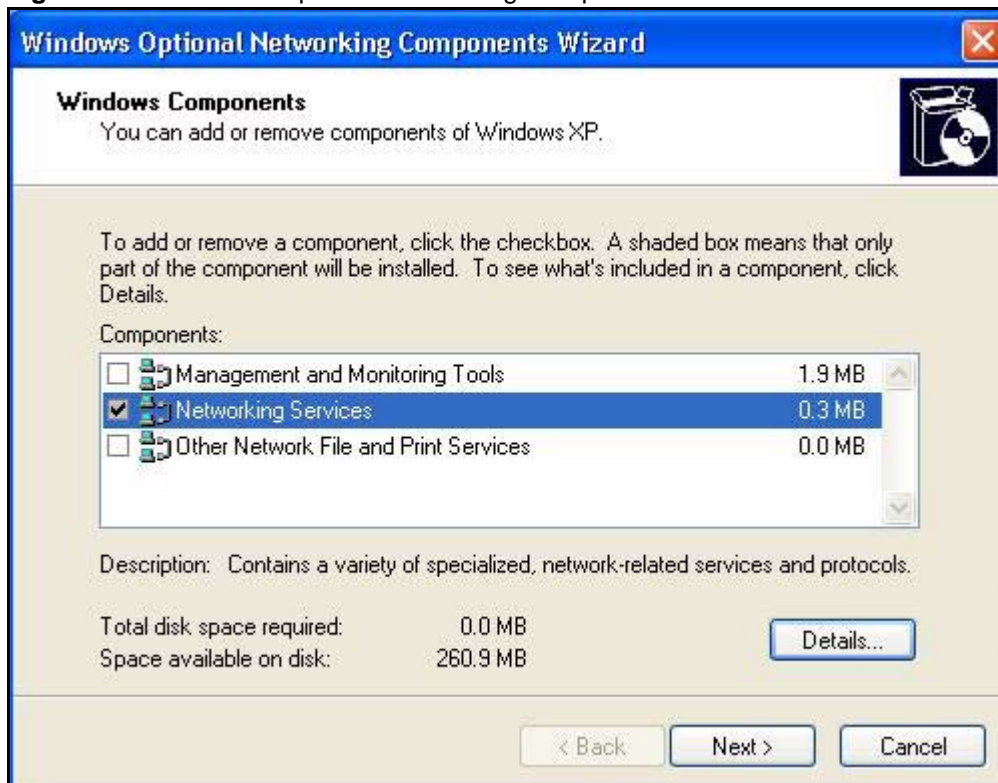 Windows Optional Networking Components Wizard
Windows Components
You can add or remove components of Windows XP.
To add or remove a component, click the checkbox. A shaded box means that only
part of the component will be installed. To see what's included in a component, click
Details.
Components:
Management and Monitoring Tools 1.9 MB
Networking Services 0.3 MB
Other Network File and Print Services 0.0 MB
Description: Contains a variety of specialized, network-related services and protocols.
Total disk space required: 0.0 MB
Space available on disk: 260.9 MB
Details...
< Back
Next >
Cancel